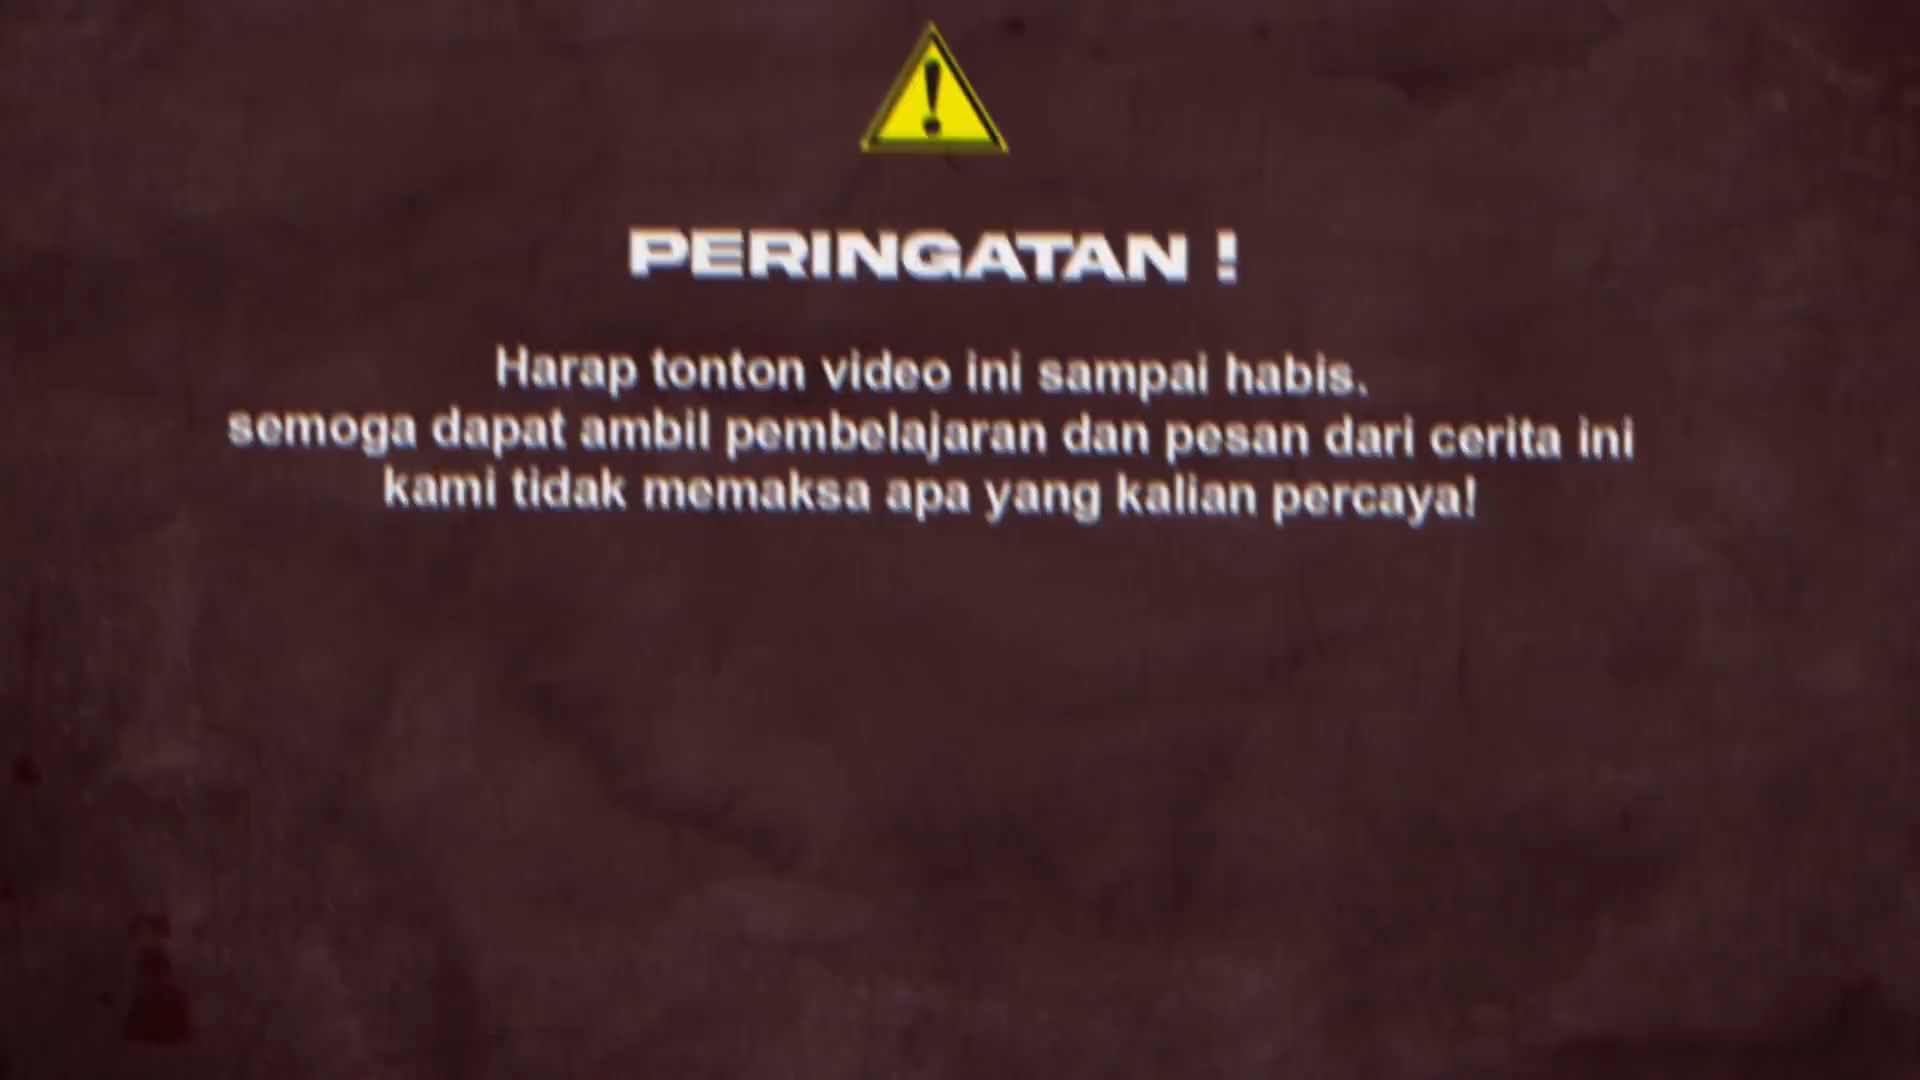 PERINGATAN !
Harap tonton video ini sampai habis.
semoga dapat ambil pembelajaran dan pesan dari cerita ini
kami tidak memaksa apa yang kalian percaya!